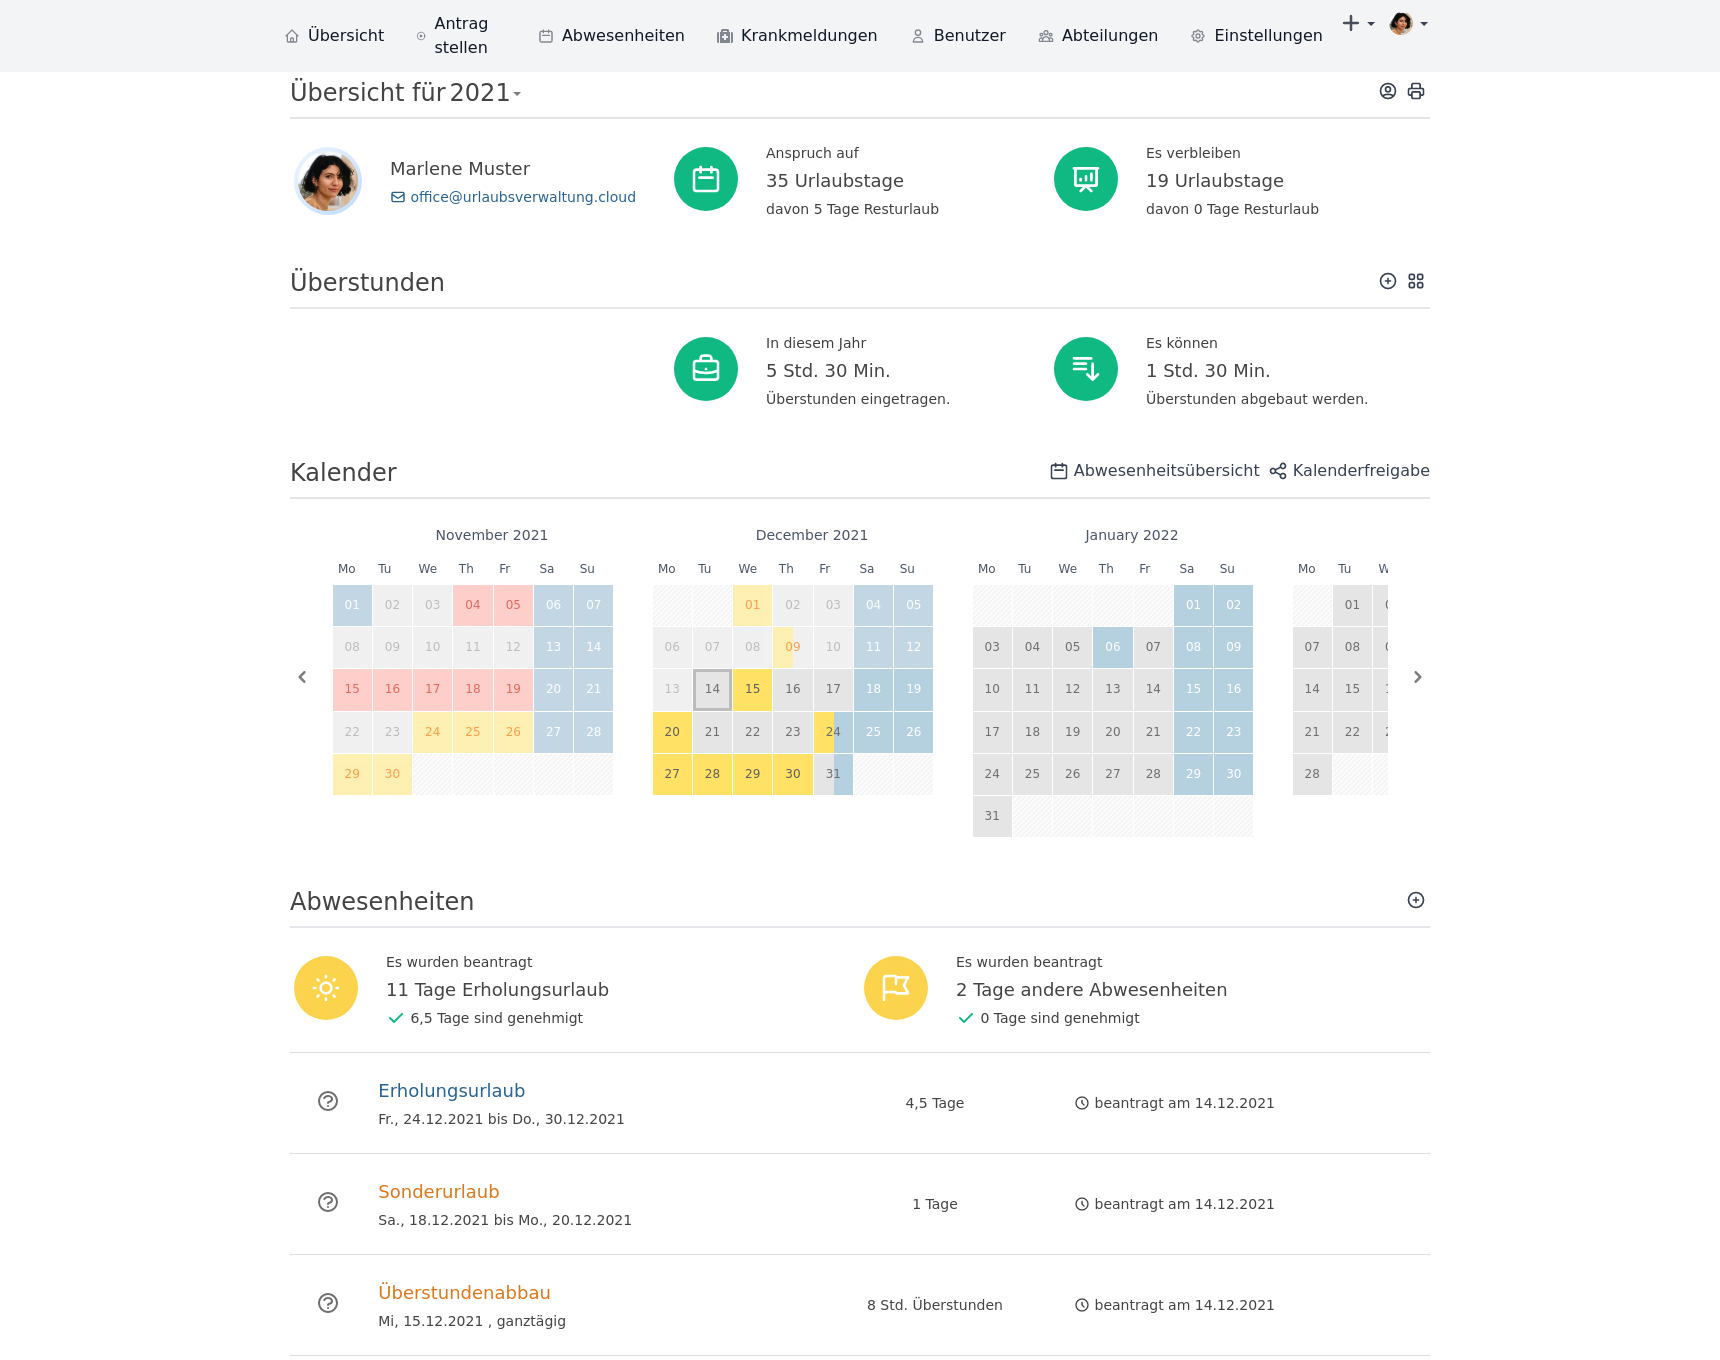 Übersicht
Antrag stellen
Abwesenheiten
Krankmeldungen
Benutzer
Abteilungen
Einstellungen
Übersicht für 2021
Marlene Muster
office@urlaubsverwaltung.cloud
Anspruch auf
35 Urlaubstage
davon 5 Tage Resturlaub
Es verbleiben
19 Urlaubstage
davon 0 Tage Resturlaub
Überstunden
In diesem Jahr
5 Std. 30 Min.
Überstunden eingetragen.
Es können
1 Std. 30 Min.
Überstunden abgebaut werden.
Kalender
Abwesenheitsübersicht
Kalenderfreigabe
November 2021
Mo Tu We Th Fr Sa Su
01 02 03 04 05 06 07
08 09 10 11 12 13 14
15 16 17 18 19 20 21
22 23 24 25 26 27 28
29 30
December 2021
Mo Tu We Th Fr Sa Su
01 02 03 04 05
06 07 08 09 10 11 12
13 14 15 16 17 18 19
20 21 22 23 24 25 26
27 28 29 30 31
January 2022
Mo Tu We Th Fr Sa Su
01 02
03 04 05 06 07 08 09
10 11 12 13 14 15 16
17 18 19 20 21 22 23
24 25 26 27 28 29 30
31
Mo Tu
01
07 08
14 15
21 22
28
Abwesenheiten
Es wurden beantragt
11 Tage Erholungsurlaub
6,5 Tage sind genehmigt
Es wurden beantragt
2 Tage andere Abwesenheiten
0 Tage sind genehmigt
Erholungsurlaub
Fr., 24.12.2021 bis Do., 30.12.2021
4,5 Tage
beantragt am 14.12.2021
Sonderurlaub
Sa., 18.12.2021 bis Mo., 20.12.2021
1 Tage
beantragt am 14.12.2021
Überstundenabbau
Mi, 15.12.2021 , ganztägig
8 Std. Überstunden
beantragt am 14.12.2021